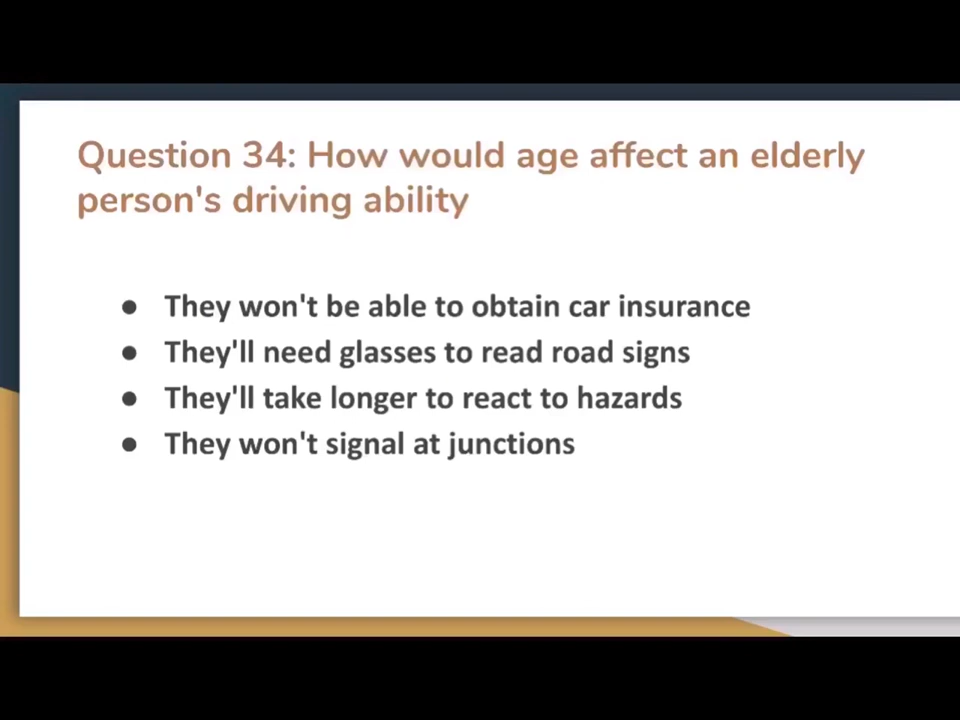 Question 34: How would age affect an elderly
person's driving ability
● They won't be able to obtain car insurance
● They'll need glasses to read road signs
● They'll take longer to react to hazards
● They won't signal at junctions